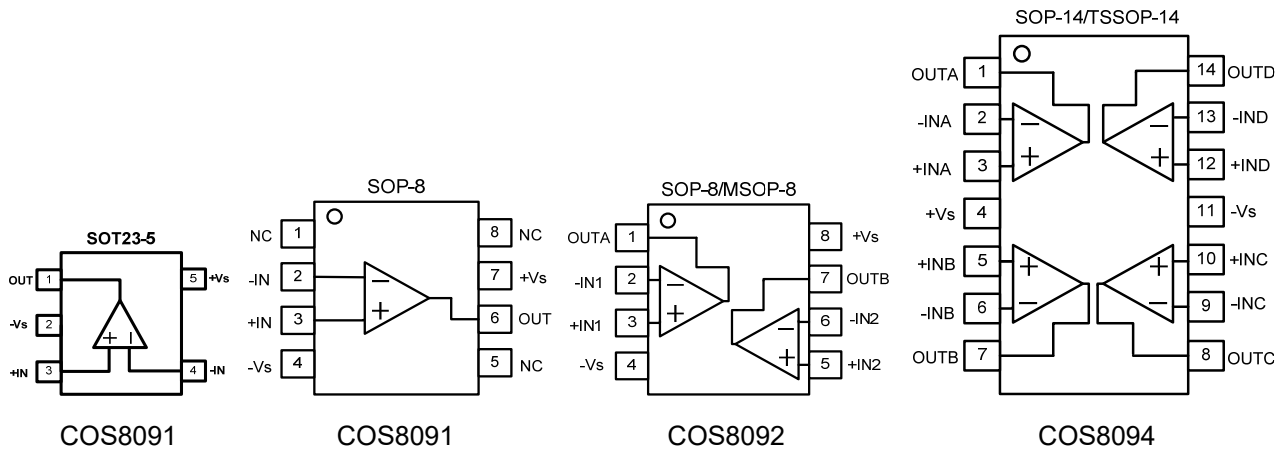 SOT23-5
OUT 1
-Vs 2
+IN 3
5 +Vs
4 -IN
+ −
COS8091
SOP-8
NC 1
-IN 2
+IN 3
-Vs 4
8 NC
7 +Vs
6 OUT
5 NC
−
+
COS8091
SOP-8/MSOP-8
OUTA 1
-IN1 2
+IN1 3
-Vs 4
8 +Vs
7 OUTB
6 -IN2
5 +IN2
−
+
−
+
COS8092
SOP-14/TSSOP-14
OUTA 1
-INA 2
+INA 3
+Vs 4
+INB 5
-INB 6
OUTB 7
14 OUTD
13 -IND
12 +IND
11 -Vs
10 +INC
9 -INC
8 OUTC
−
+
−
+
+
−
+
−
COS8094